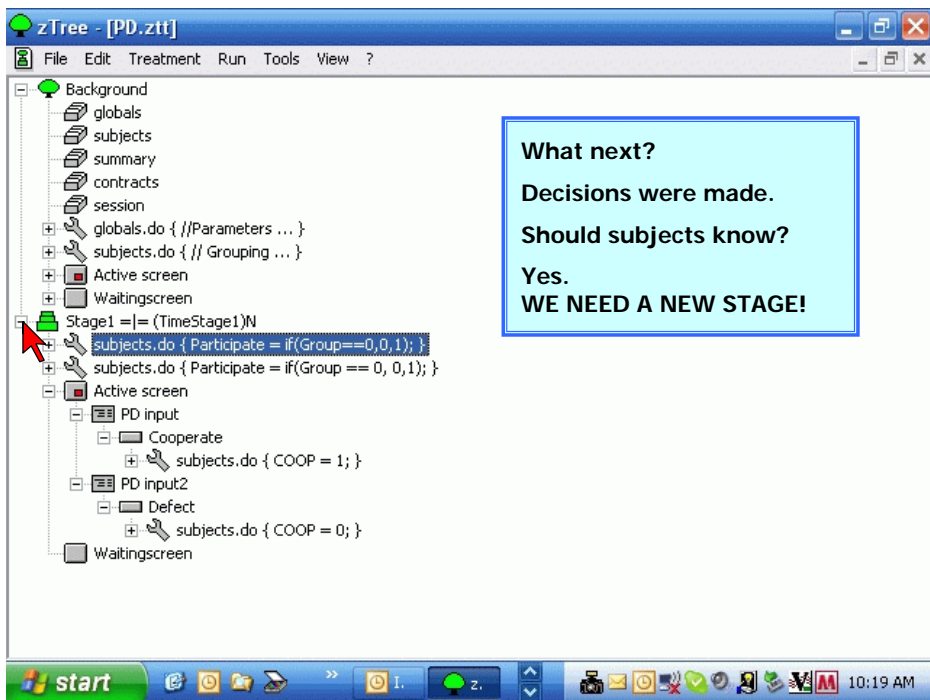 zTree - [PD.ztt]
File Edit Treatment Run Tools View ?
Background
globals
subjects
summary
contracts
session
globals.do { //Parameters ... }
subjects.do { // Grouping ... }
Active screen
Waitingscreen
Stage1 =|= (TimeStage1)N
subjects.do { Participate = if(Group==0,0,1); }
subjects.do { Participate = if(Group == 0, 0,1); }
Active screen
PD input
Cooperate
subjects.do { COOP = 1; }
PD input2
Defect
subjects.do { COOP = 0; }
Waitingscreen
What next?
Decisions were made.
Should subjects know?
Yes.
WE NEED A NEW STAGE!
start
I.
z.
10:19 AM